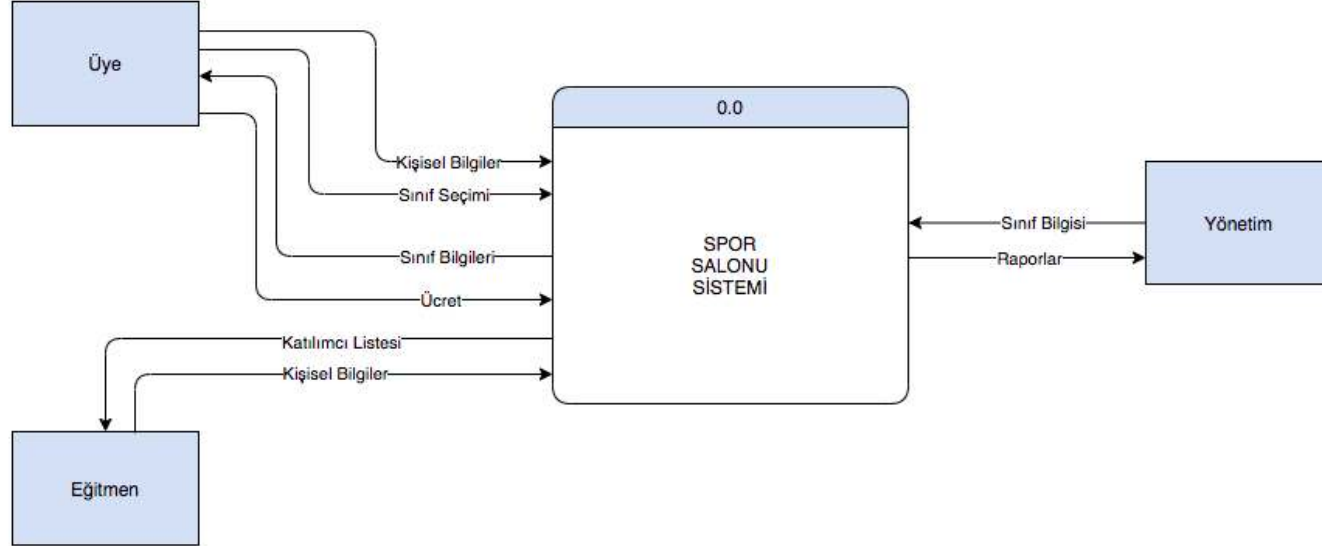 Üye
0.0
Kişisel Bilgiler
Sınıf Seçimi
Sınıf Bilgileri
Ücret
Katılımcı Listesi
Kişisel Bilgiler
SPOR
SALONU
SİSTEMİ
Sınıf Bilgisi
Raporlar
Yönetim
Eğitmen